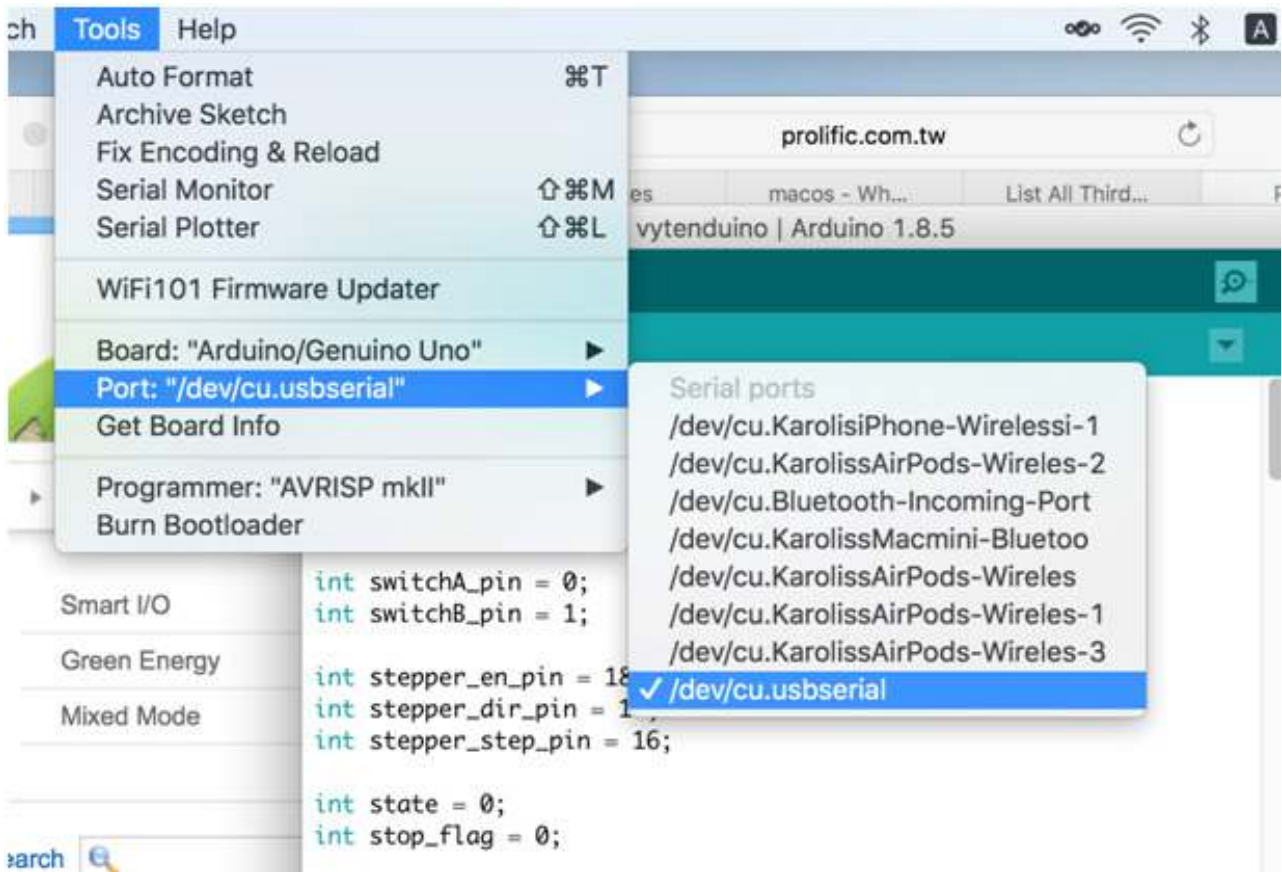 ch Tools Help A
Auto Format ⌘T
Archive Sketch
Fix Encoding & Reload
Serial Monitor ⇧⌘M
Serial Plotter ⇧⌘L
WiFi101 Firmware Updater
Board: "Arduino/Genuino Uno"
Port: "/dev/cu.usbserial"
Get Board Info
Programmer: "AVRISP mkII"
Burn Bootloader
prolific.com.tw
es macos - Wh... List All Third...
vytenduino | Arduino 1.8.5
Serial ports
/dev/cu.KarolisiPhone-Wirelessi-1
/dev/cu.KarolissAirPods-Wireles-2
/dev/cu.Bluetooth-Incoming-Port
/dev/cu.KarolissMacmini-Bluetoo
/dev/cu.KarolissAirPods-Wireles
/dev/cu.KarolissAirPods-Wireles-1
/dev/cu.KarolissAirPods-Wireles-3
✓ /dev/cu.usbserial
Smart I/O
Green Energy
Mixed Mode
earch
int switchA_pin = 0;
int switchB_pin = 1;
int stepper_en_pin = 18
int stepper_dir_pin = 1
int stepper_step_pin = 16;
int state = 0;
int stop_flag = 0;